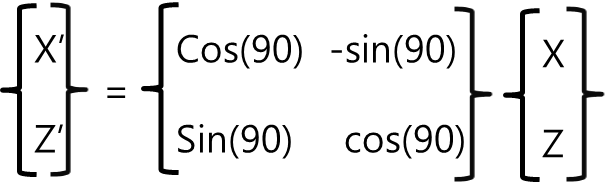 X’ Cos(90) -sin(90) X
=
Z’ Sin(90) cos(90) Z